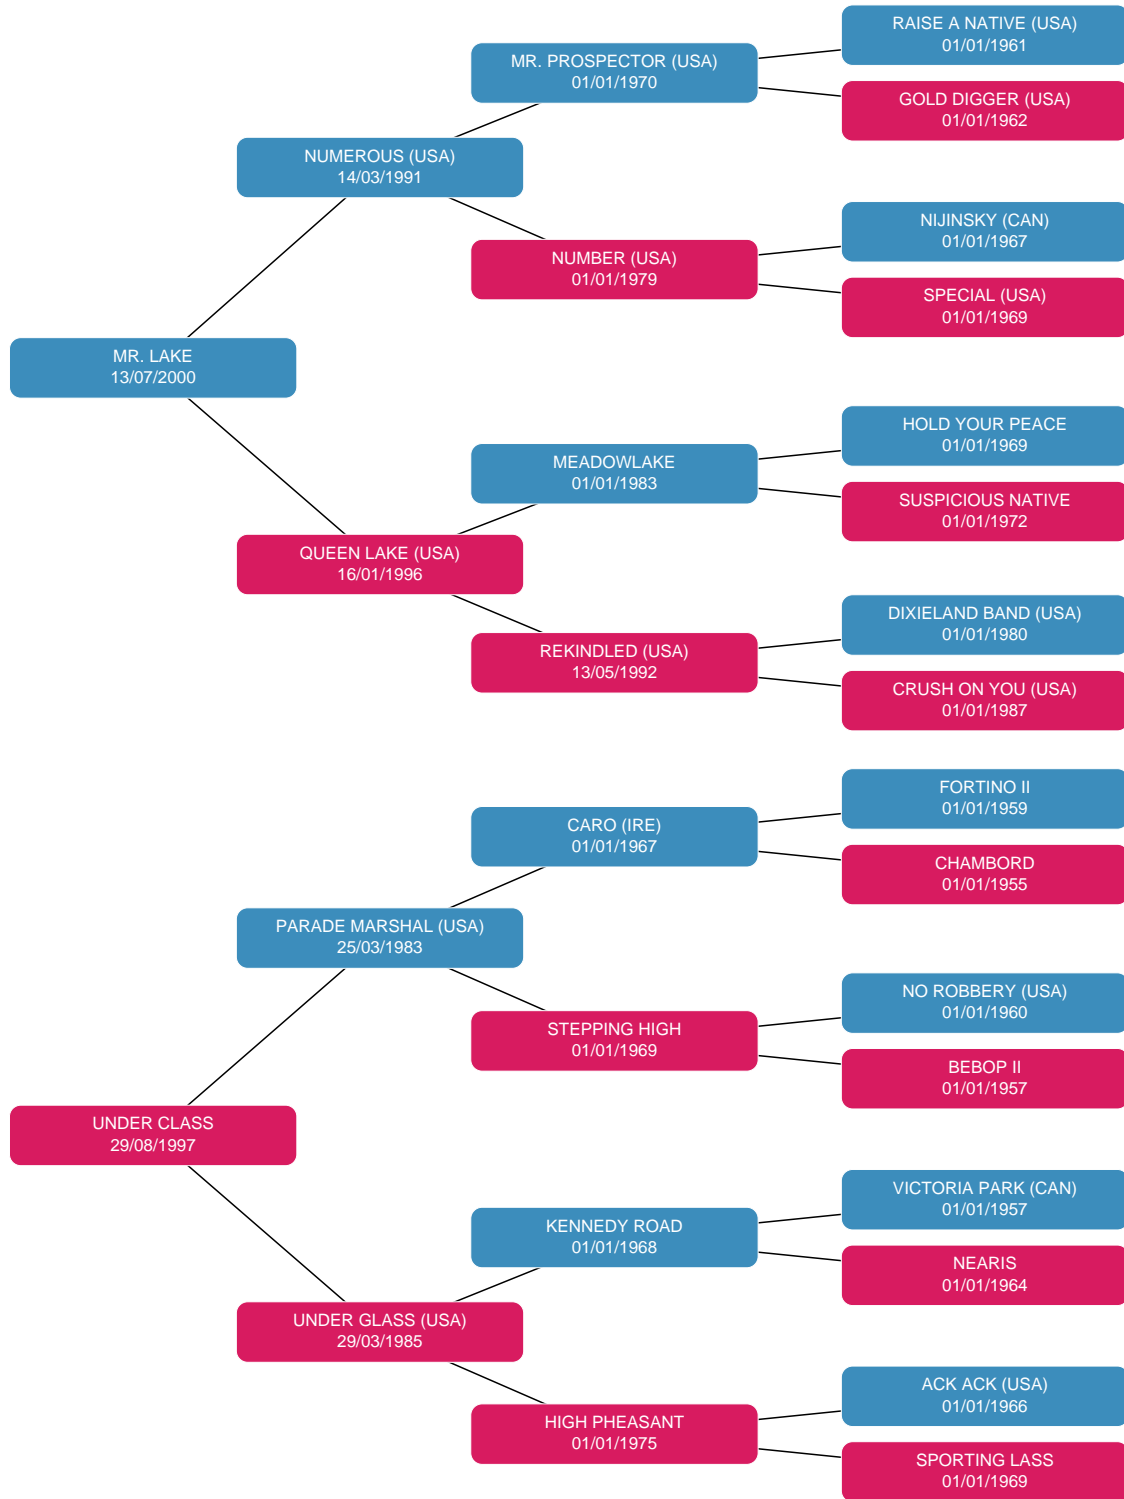 RAISE A NATIVE (USA)
01/01/1961
MR. PROSPECTOR (USA)
01/01/1970
GOLD DIGGER (USA)
01/01/1962
NUMEROUS (USA)
14/03/1991
NIJINSKY (CAN)
01/01/1967
NUMBER (USA)
01/01/1979
SPECIAL (USA)
01/01/1969
MR. LAKE
13/07/2000
HOLD YOUR PEACE
01/01/1969
MEADOWLAKE
01/01/1983
SUSPICIOUS NATIVE
01/01/1972
QUEEN LAKE (USA)
16/01/1996
DIXIELAND BAND (USA)
01/01/1980
REKINDLED (USA)
13/05/1992
CRUSH ON YOU (USA)
01/01/1987
FORTINO II
01/01/1959
CARO (IRE)
01/01/1967
CHAMBORD
01/01/1955
PARADE MARSHAL (USA)
25/03/1983
NO ROBBERY (USA)
01/01/1960
STEPPING HIGH
01/01/1969
BEBOP II
01/01/1957
UNDER CLASS
29/08/1997
VICTORIA PARK (CAN)
01/01/1957
KENNEDY ROAD
01/01/1968
NEARIS
01/01/1964
UNDER GLASS (USA)
29/03/1985
ACK ACK (USA)
01/01/1966
HIGH PHEASANT
01/01/1975
SPORTING LASS
01/01/1969